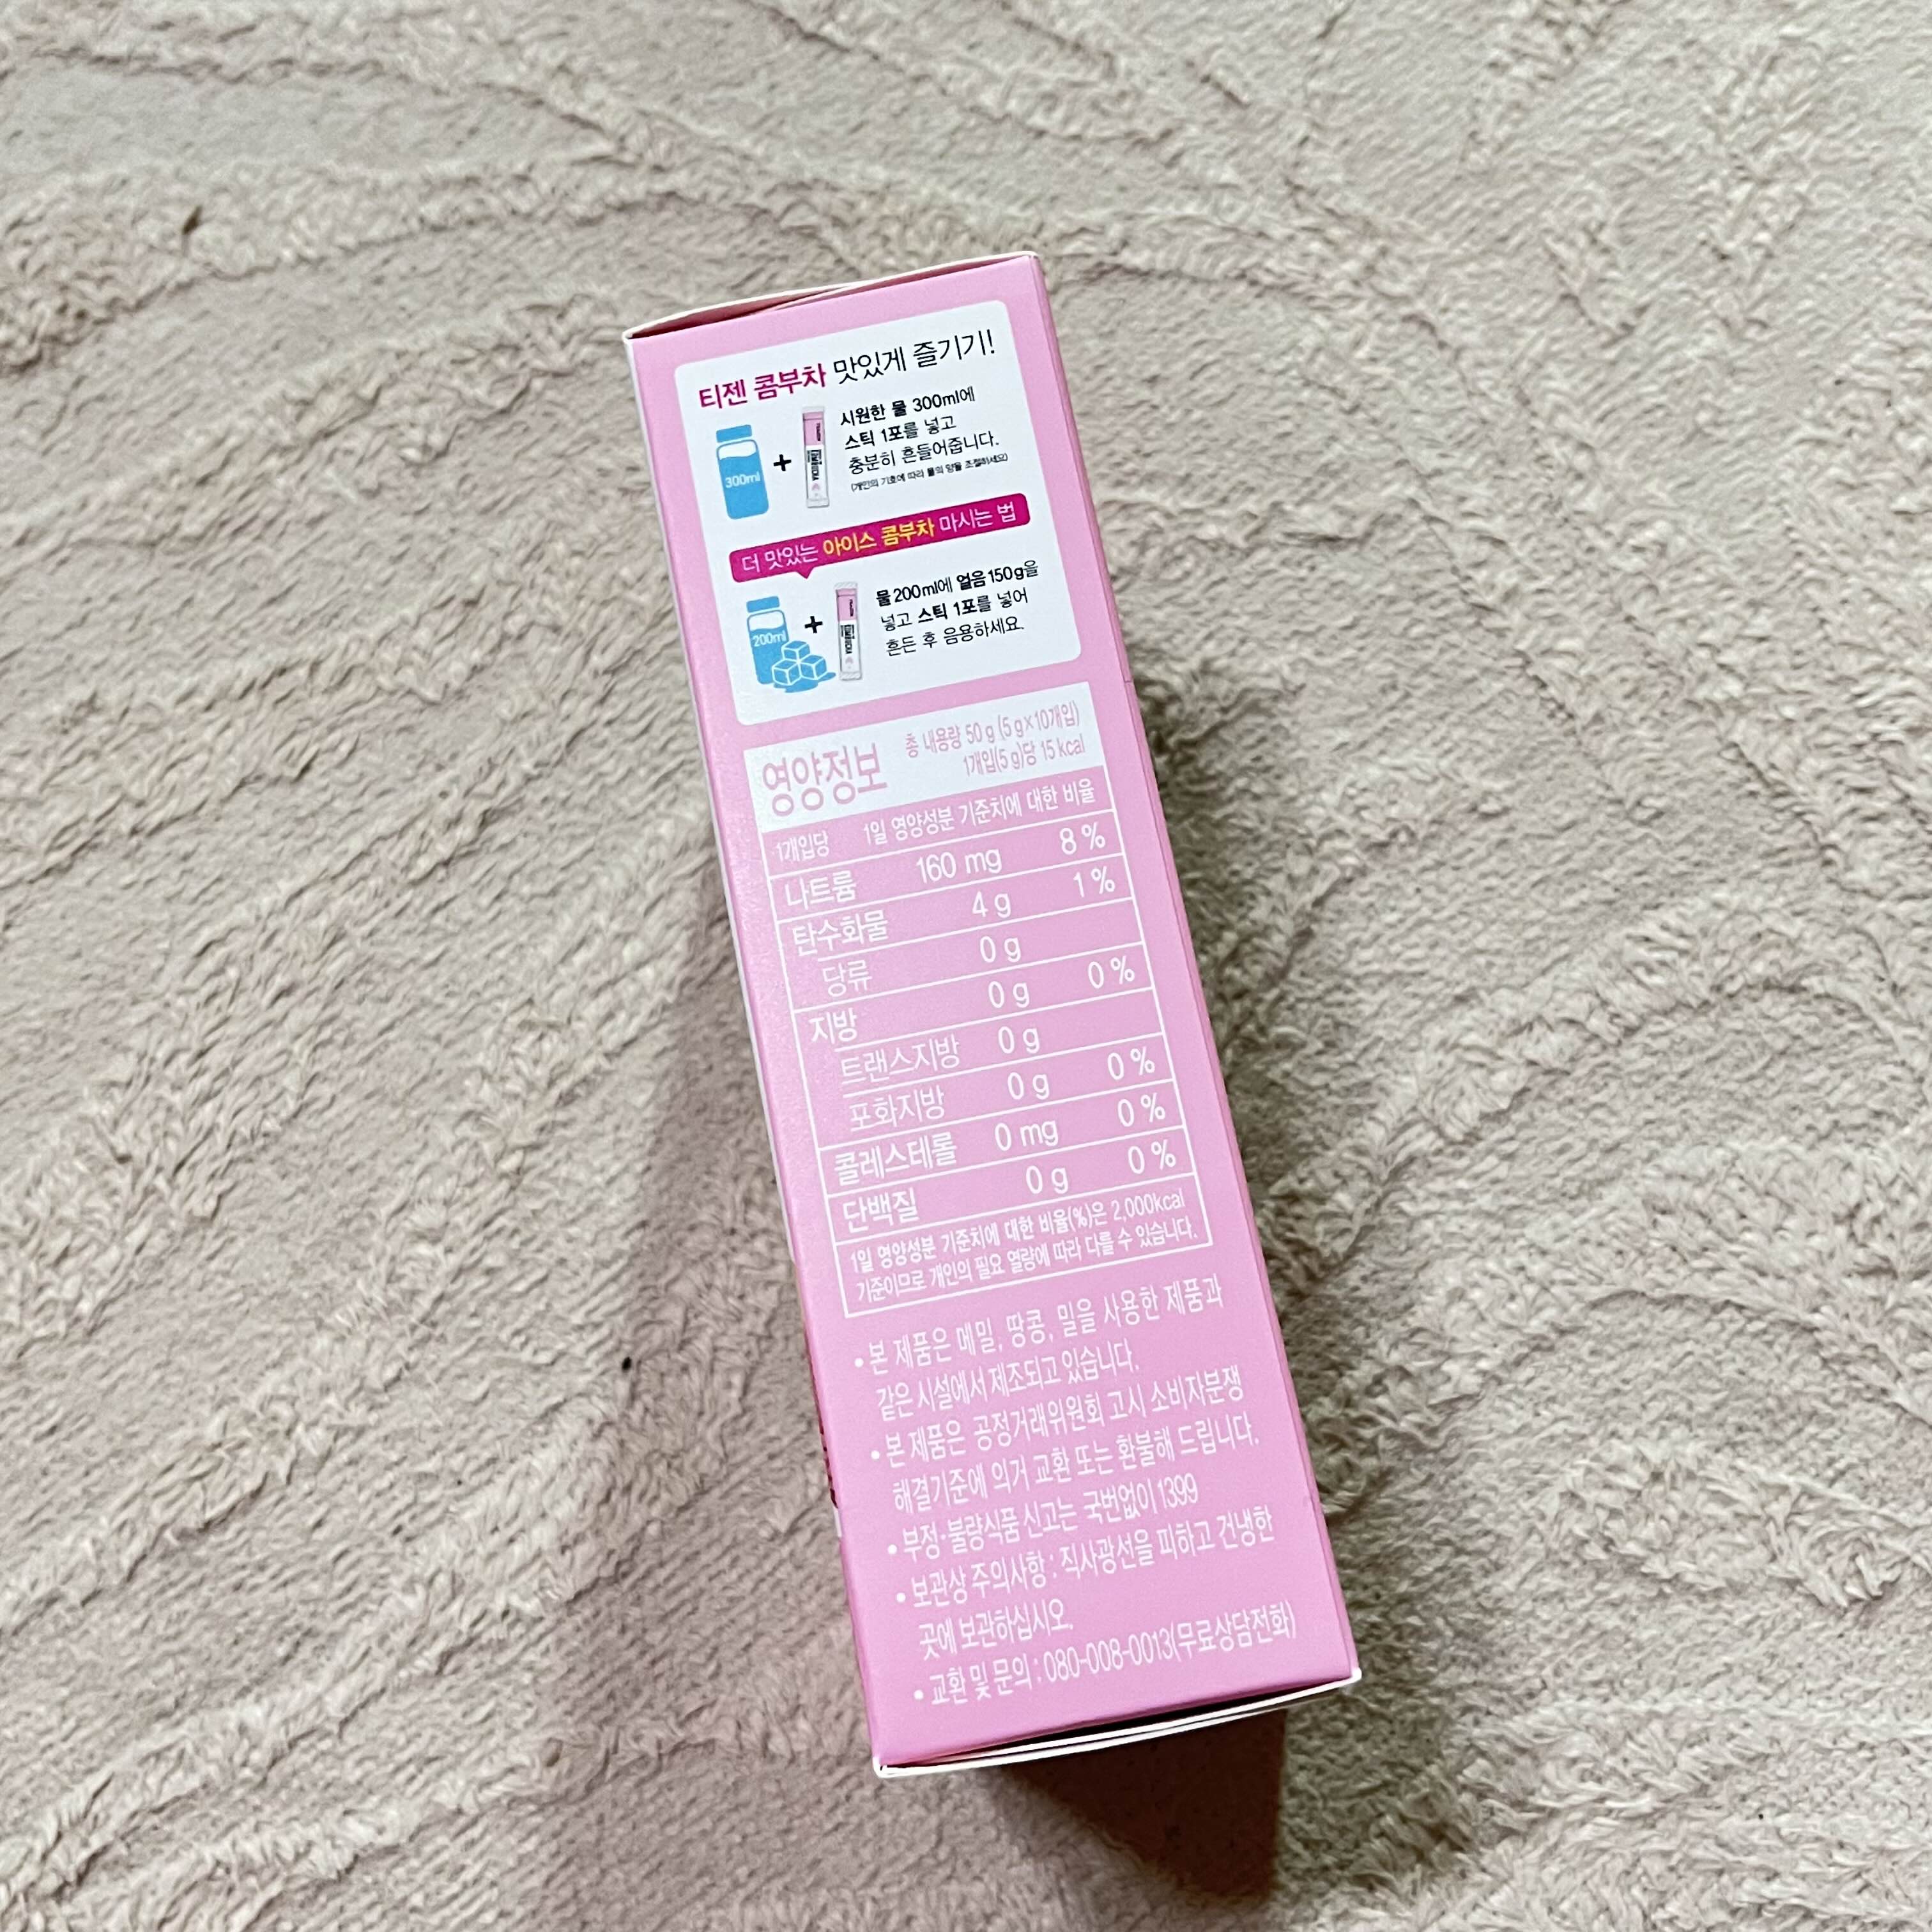 티젠 콤부차 맛있게 즐기기!
300ml
+
시원한 물 300ml에
스틱 1포를 넣고
충분히 흔들어줍니다.
(개인의 기호에 따라 물의 양을 조절하세요)
더 맛있는 아이스 콤부차 마시는 법
200ml
+
물 200ml에 얼음 150g을
넣고 스틱 1포를 넣어
흔든 후 음용하세요.
영양정보
총 내용량 50 g (5 g×10개입)
1개입(5 g)당 15 kcal
1개입당 1일 영양성분 기준치에 대한 비율
나트륨 160 mg 8 %
탄수화물 4 g 1 %
당류 0 g
지방 0 g 0 %
트랜스지방 0 g
포화지방 0 g 0 %
콜레스테롤 0 mg 0 %
단백질 0 g 0 %
1일 영양성분 기준치에 대한 비율(%)은 2,000kcal
기준이므로 개인의 필요 열량에 따라 다를 수 있습니다.
• 본 제품은 메밀, 땅콩, 밀을 사용한 제품과
같은 시설에서 제조되고 있습니다.
• 본 제품은 공정거래위원회 고시 소비자분쟁
해결기준에 의거 교환 또는 환불해 드립니다.
• 부정·불량식품 신고는 국번없이 1399
• 보관상 주의사항 : 직사광선을 피하고 건냉한
곳에 보관하십시오.
• 교환 및 문의 : 080-008-0013(무료상담전화)